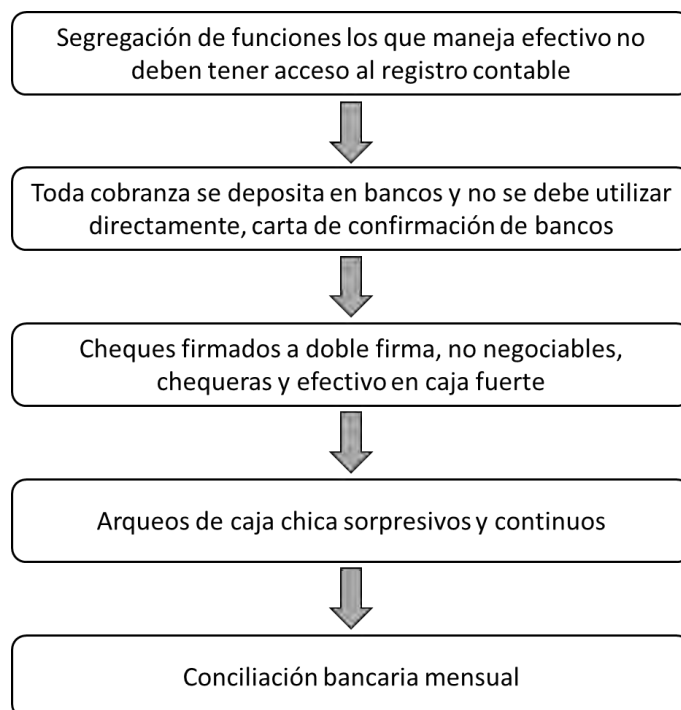 Segregación de funciones los que maneja efectivo no
deben tener acceso al registro contable
Toda cobranza se deposita en bancos y no se debe utilizar
directamente, carta de confirmación de bancos
Cheques firmados a doble firma, no negociables,
chequeras y efectivo en caja fuerte
Arqueos de caja chica sorpresivos y continuos
Conciliación bancaria mensual